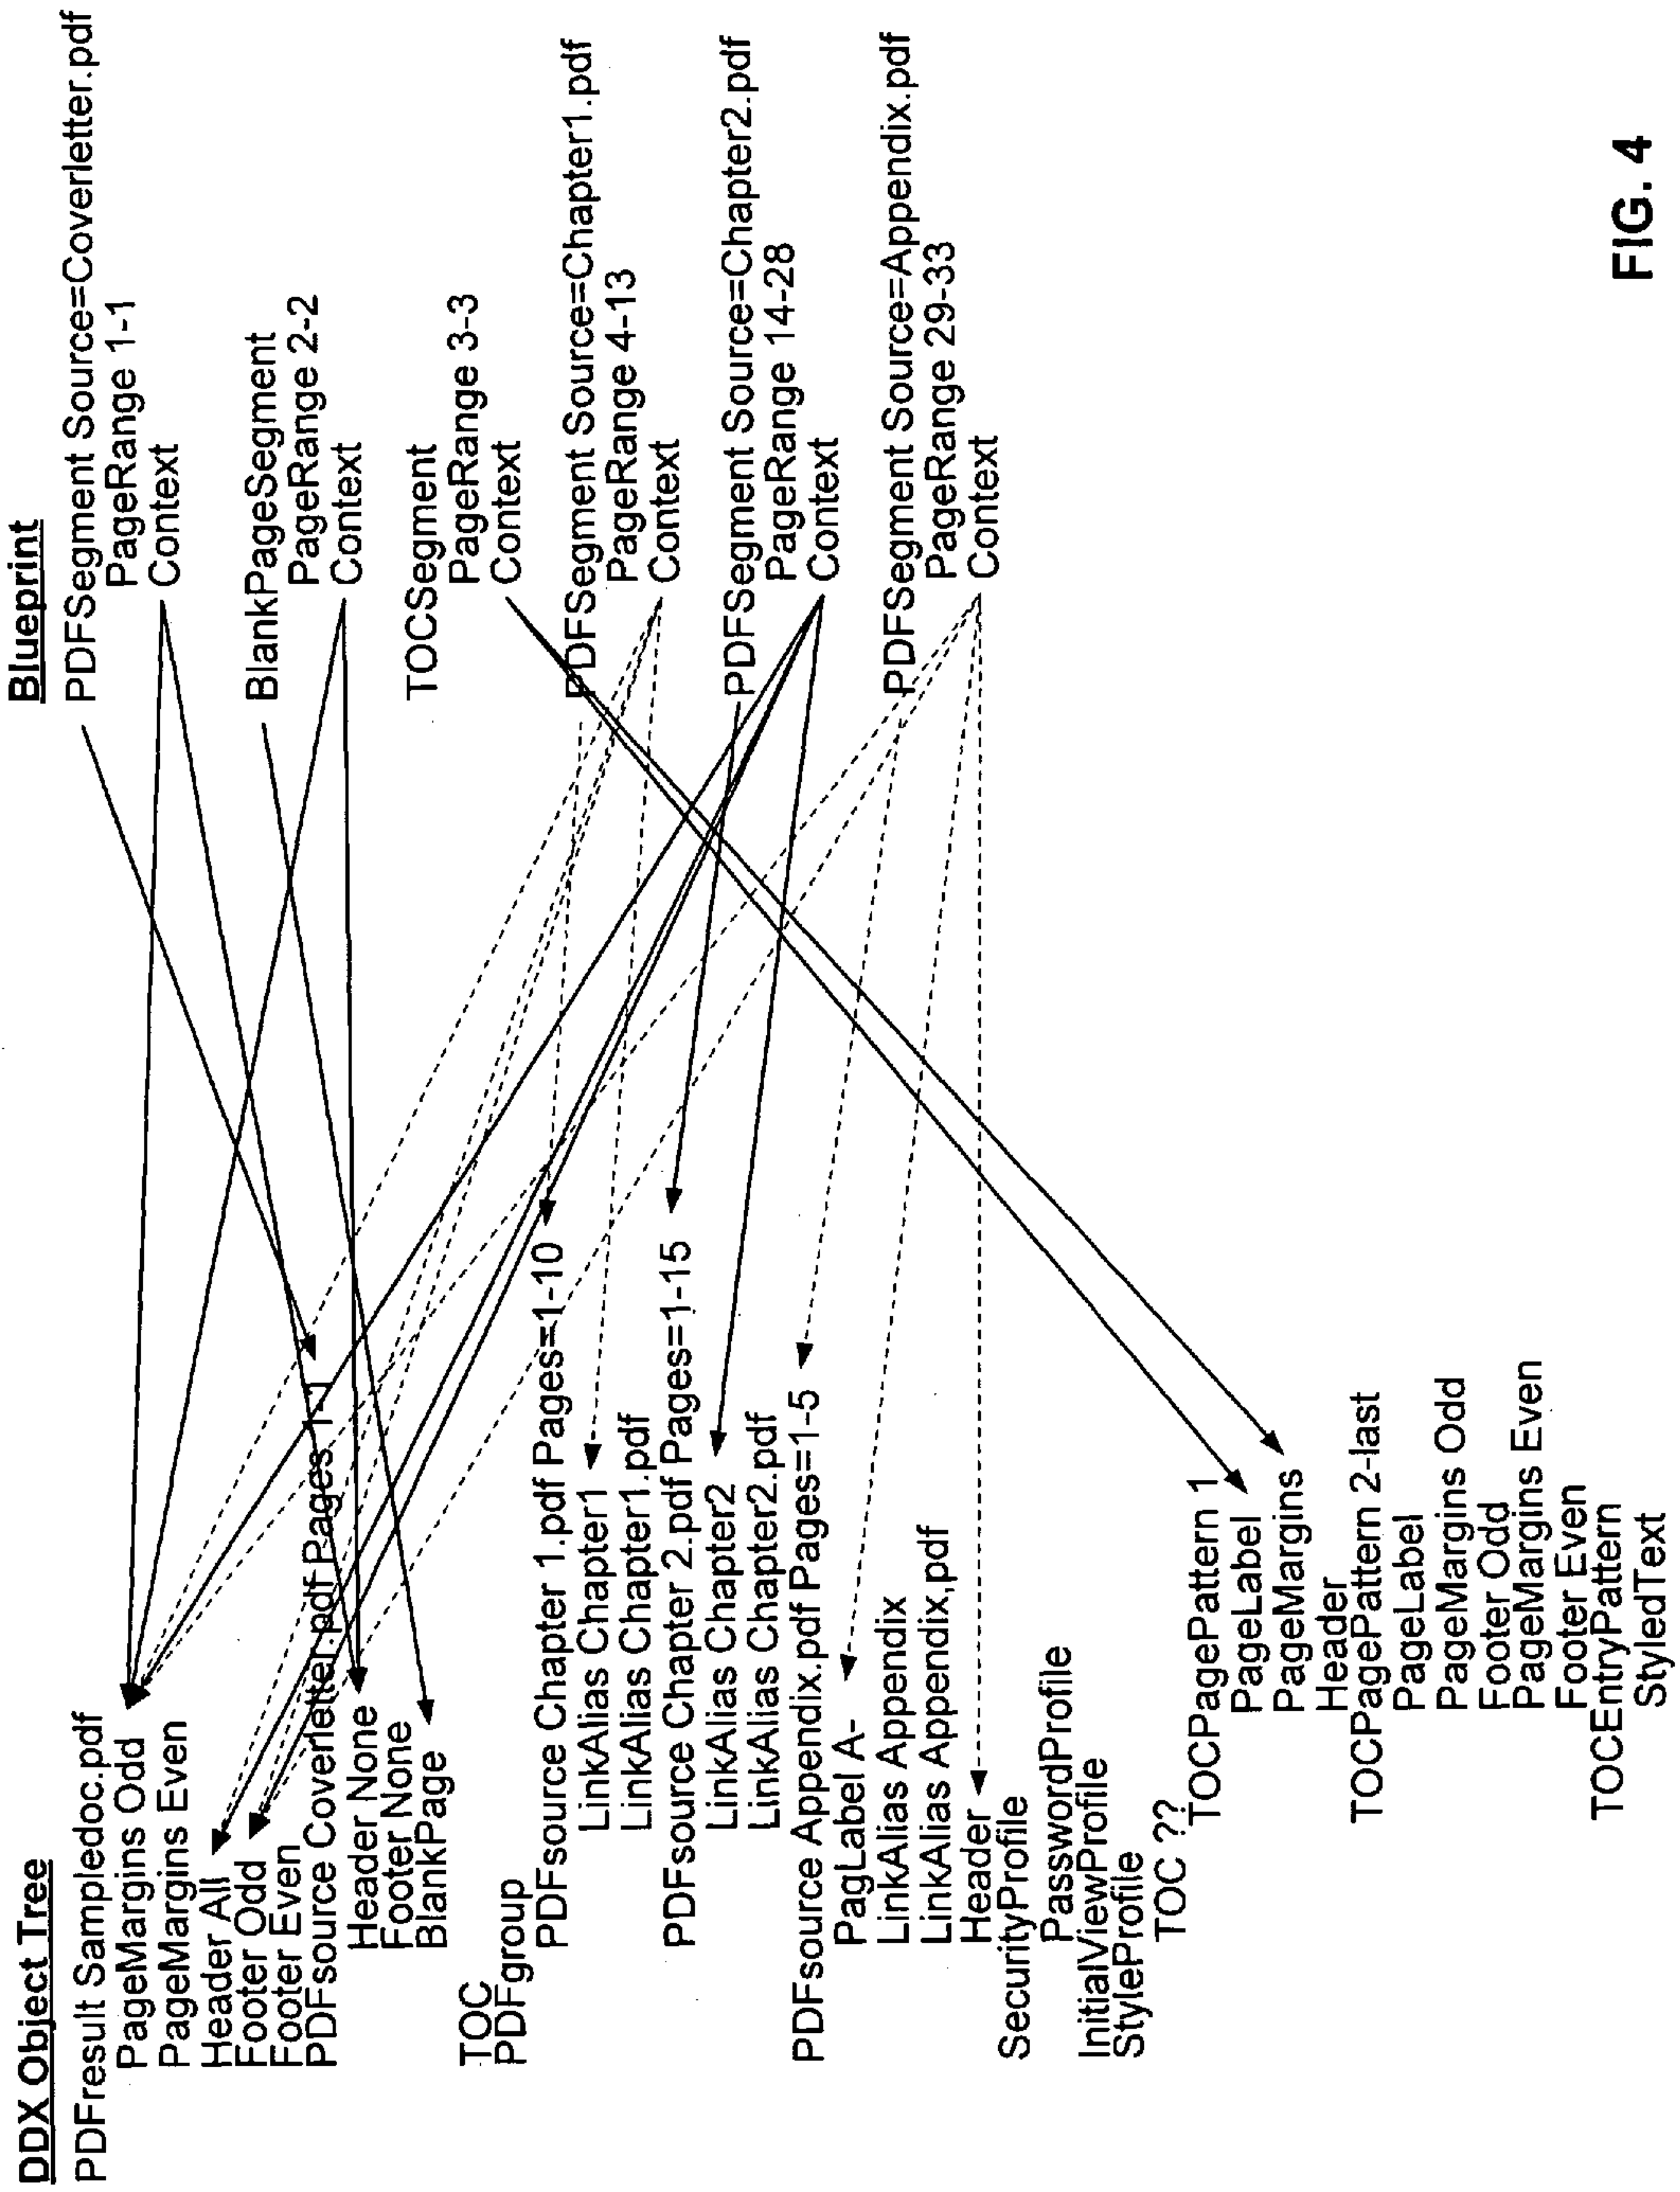 DDX Object Tree
PDFresult Sampledoc.pdf
PageMargins Odd
PageMargins Even
Header All
Footer Odd
Footer Even
PDFsource Coverletter.pdf Pages 1-1
Header None
Footer None
BlankPage
TOC
PDFgroup
PDFsource Chapter 1.pdf Pages=1-10
LinkAlias Chapter1
LinkAlias Chapter1.pdf
PDFsource Chapter 2.pdf Pages=1-15
LinkAlias Chapter2
LinkAlias Chapter2.pdf
PDFsource Appendix.pdf Pages=1-5
PagLabel A-
LinkAlias Appendix
LinkAlias Appendix,pdf
Header
SecurityProfile
PasswordProfile
InitialViewProfile
StyleProfile
TOC ??
TOCPagePattern 1
PageLabel
PageMargins
Header
TOCPagePattern 2-last
PageLabel
PageMargins Odd
Footer Odd
PageMargins Even
Footer Even
TOCEntryPattern
StyledText
Blueprint
PDFSegment Source=Coverletter.pdf
PageRange 1-1
Context
BlankPageSegment
PageRange 2-2
Context
TOCSegment
PageRange 3-3
Context
PDFSegment Source=Chapter1.pdf
PageRange 4-13
Context
PDFSegment Source=Chapter2.pdf
PageRange 14-28
Context
PDFSegment Source=Appendix.pdf
PageRange 29-33
Context
FIG. 4